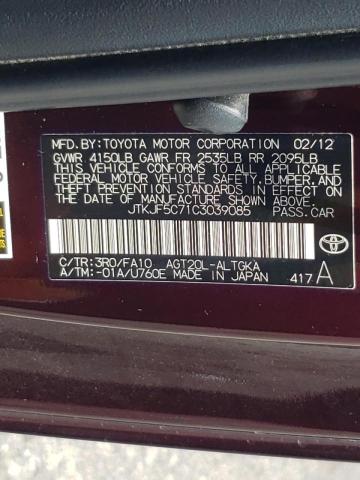 MFD.BY:TOYOTA MOTOR CORPORATION 02/12
GVWR 4150LB GAWR FR 2535LB RR 2095LB
THIS VEHICLE CONFORMS TO ALL APPLICABLE
FEDERAL MOTOR VEHICLE SAFETY, BUMPER, AND
THEFT PREVENTION STANDARDS IN EFFECT ON
THE DATE OF MANUFACTURE SHOWN ABOVE.
JTKJF5C71C3039085 PASS.CAR
C/TR:3R0/FA10 AGT20L-ALTGKA
A/TM:-01A/U760E MADE IN JAPAN 417 A